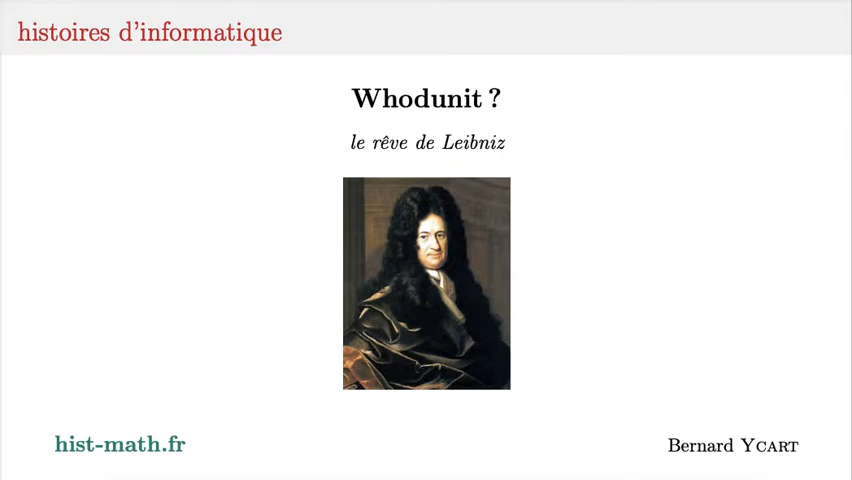 histoires d'informatique
Whodunit ?
le rêve de Leibniz
hist-math.fr
Bernard YCART